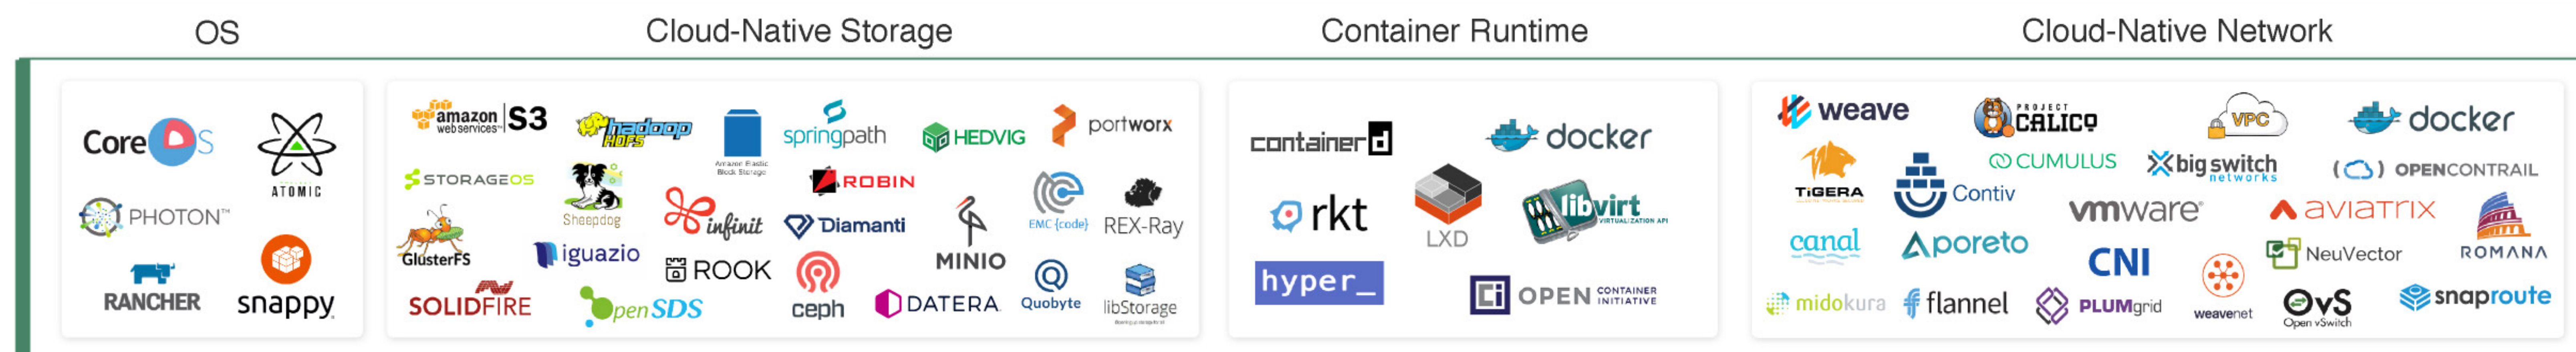 OS
Cloud-Native Storage
Container Runtime
Cloud-Native Network
CoreOS
ATOMIC
PHOTON™
RANCHER
snappy
amazon
webservices™
S3
hadoop
HDFS
Amazon Elastic
Block Storage
springpath
HEDVIG
portworx
STORAGEOS
Sheepdog
infinit
ROBIN
Diamanti
MINIO
EMC {code}
REX-Ray
GlusterFS
iguazio
ROOK
SOLIDFIRE
OpenSDS
ceph
DATERA
Quobyte
libStorage
containerd
docker
rkt
LXD
libvirt
VIRTUALIZATION API
hyper_
Ci
OPEN
CONTAINER
INITIATIVE
weave
PROJECT
CALICO
VPC
docker
TiGERA
Contiv
CUMULUS
big switch
networks
OPENCONTRAIL
vmware®
AVIATRIX
ROMANA
canal
Aporeto
CNI
NeuVector
midokura
flannel
PLUMgrid
weavenet
OvS
Open vSwitch
snaproute